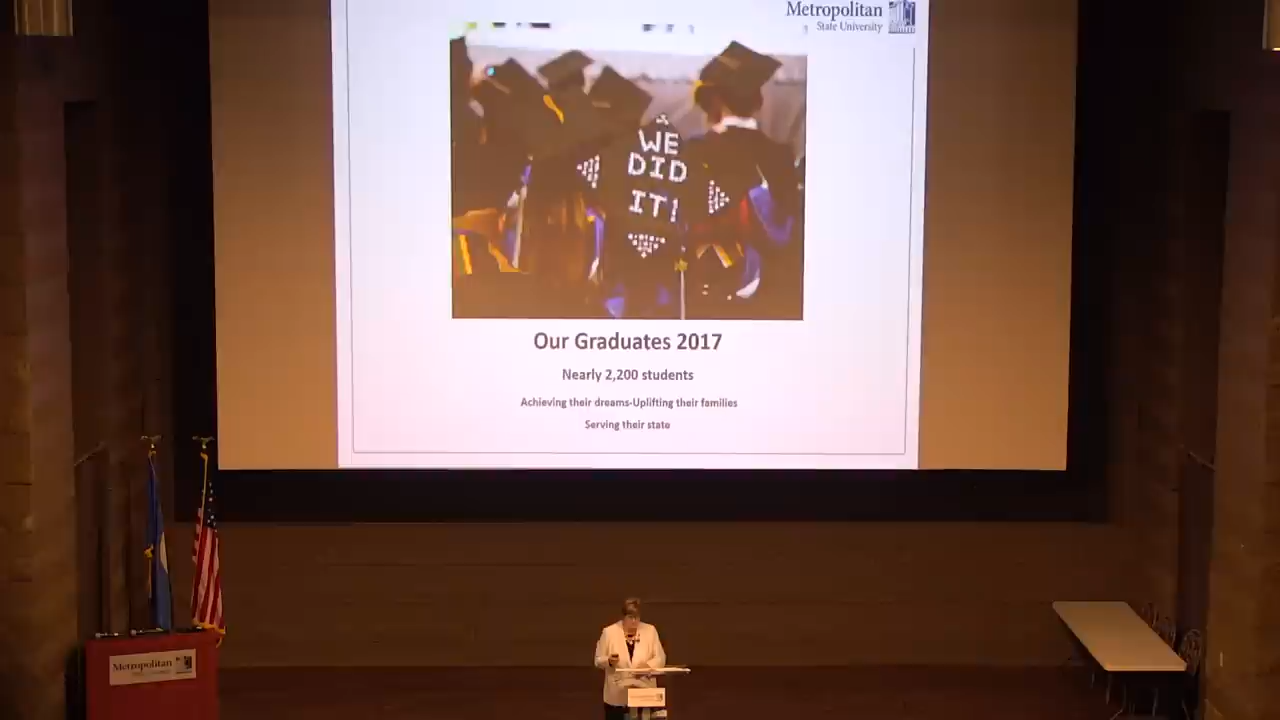 Metropolitan
State University
WE
DID
IT!
Our Graduates 2017
Nearly 2,200 students
Achieving their dreams-Uplifting their families
Serving their state
Metropolitan